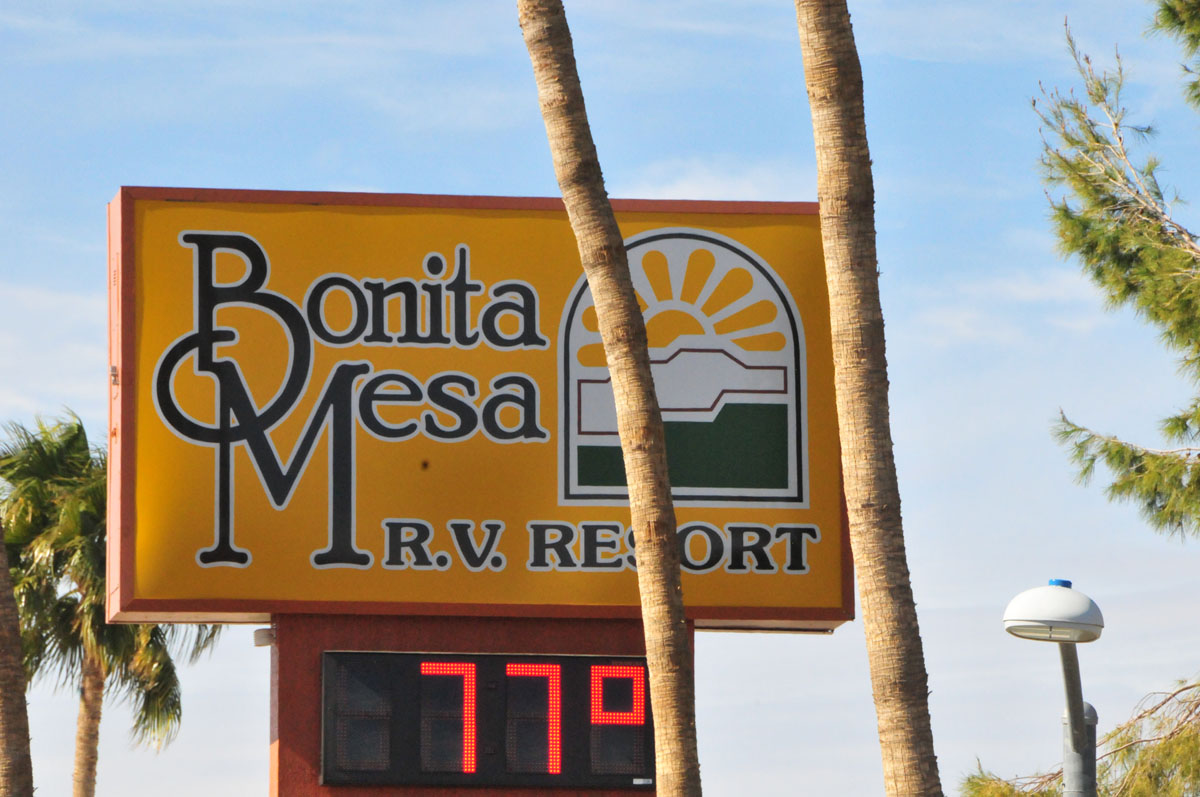 Bonita
Mesa
R.V. RESORT
77°